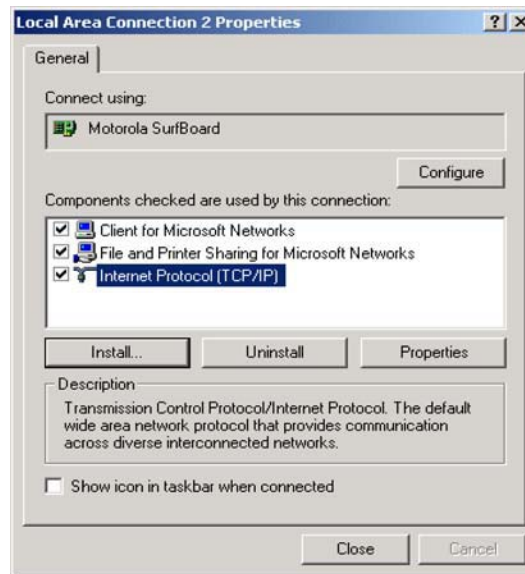 Local Area Connection 2 Properties
General
Connect using:
Motorola SurfBoard
Configure
Components checked are used by this connection:
Client for Microsoft Networks
File and Printer Sharing for Microsoft Networks
Internet Protocol (TCP/IP)
Install... Uninstall Properties
Description
Transmission Control Protocol/Internet Protocol. The default
wide area network protocol that provides communication
across diverse interconnected networks.
Show icon in taskbar when connected
Close Cancel